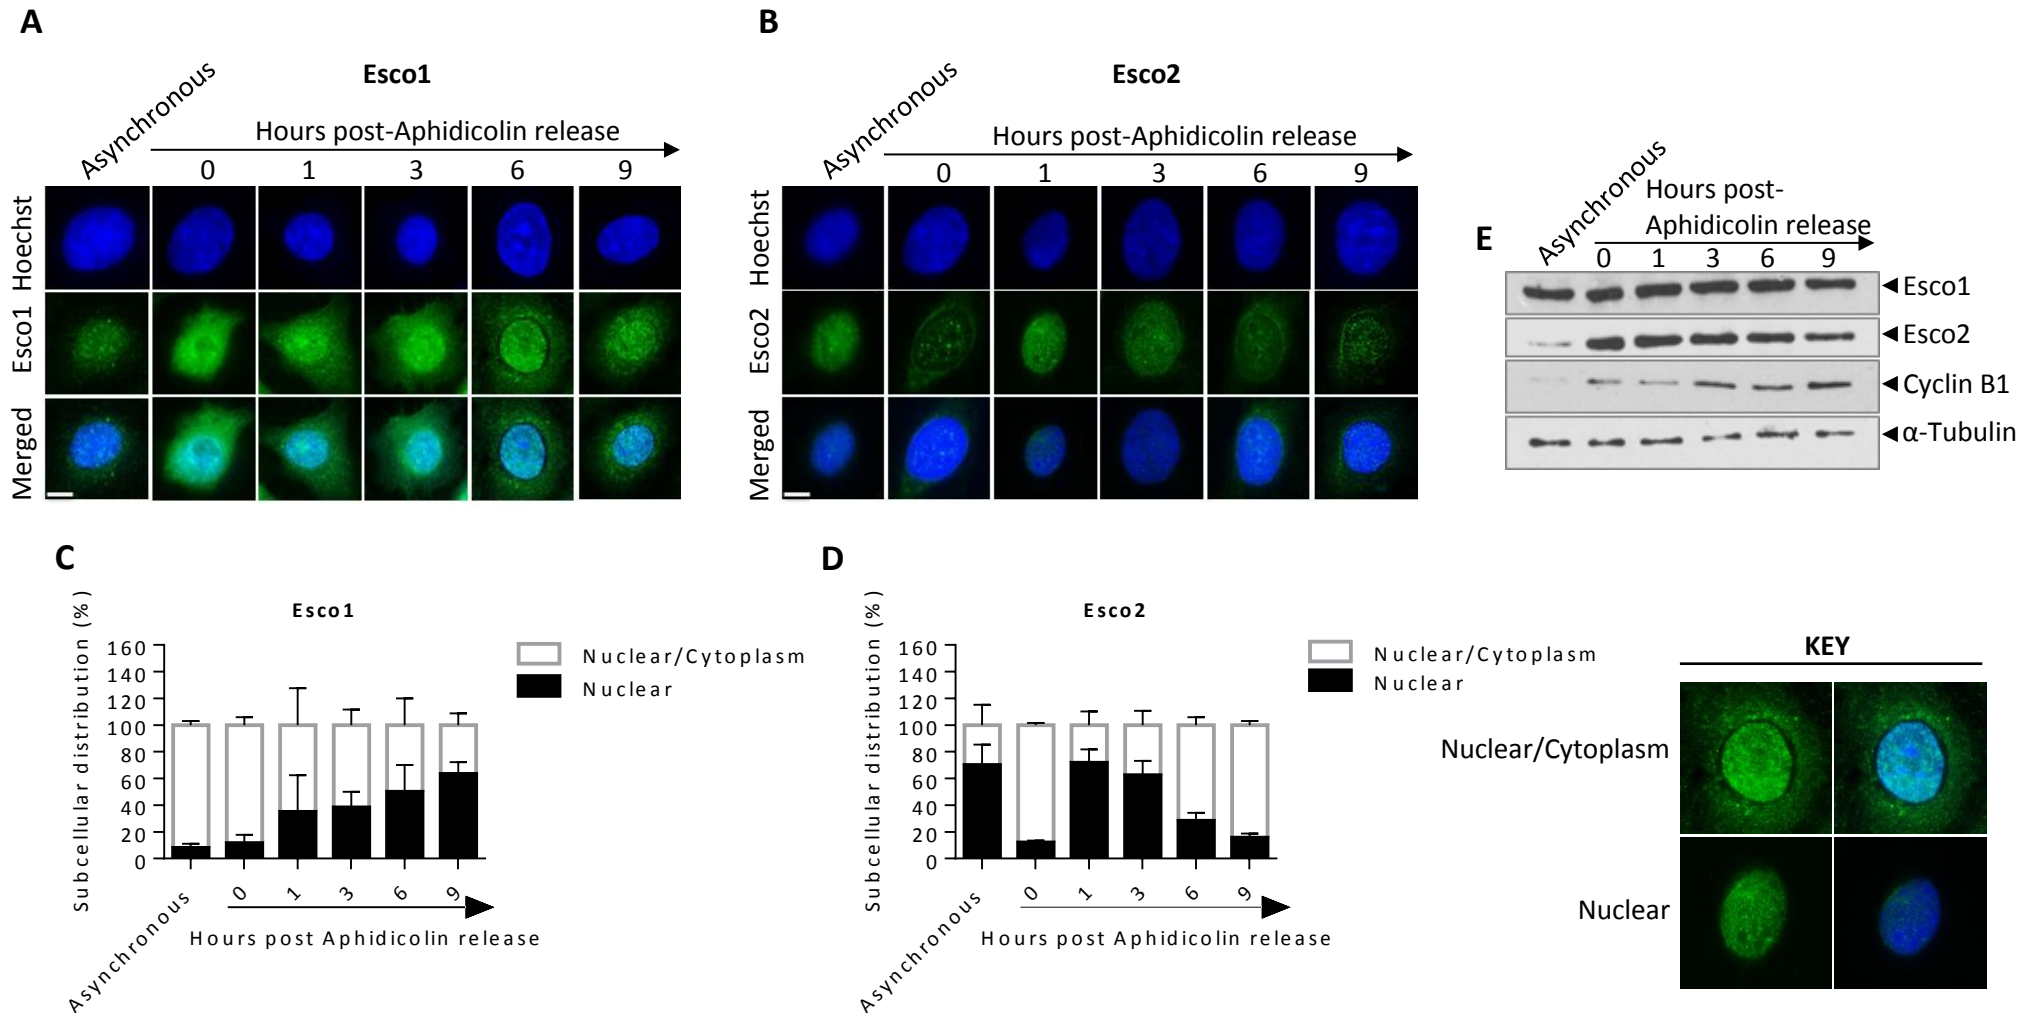 A
Esco1
Asynchronous
Hours post-Aphidicolin release
0 1 3 6 9
Hoechst
Esco1
Merged
B
Esco2
Asynchronous
Hours post-Aphidicolin release
0 1 3 6 9
Hoechst
Esco2
Merged
E
Asynchronous
Hours post-
Aphidicolin release
0 1 3 6 9
Esco1
Esco2
Cyclin B1
α-Tubulin
C
Esco1
Subcellular distribution (%)
160
140
120
100
80
60
40
20
0
Asynchronous
0 1 3 6 9
Hours post Aphidicolin release
Nuclear/Cytoplasm
Nuclear
D
Esco2
Subcellular distribution (%)
160
140
120
100
80
60
40
20
0
Asynchronous
0 1 3 6 9
Hours post Aphidicolin release
Nuclear/Cytoplasm
Nuclear
KEY
Nuclear/Cytoplasm
Nuclear